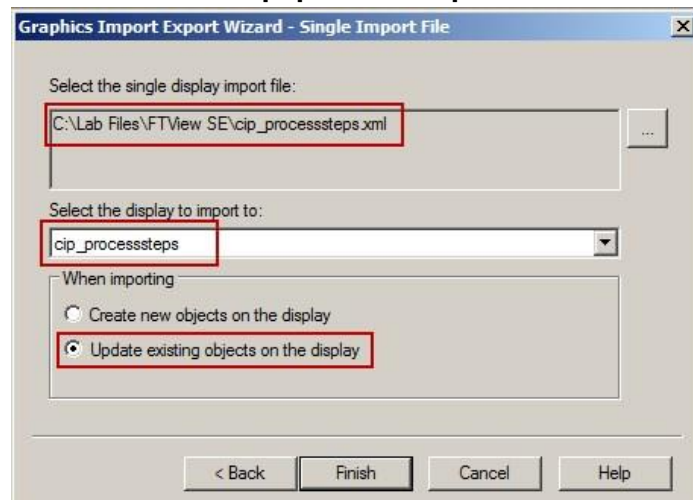 Graphics Import Export Wizard - Single Import File
Select the single display import file:
C:\Lab Files\FTView SE\cip_processsteps.xml
...
Select the display to import to:
cip_processsteps
When importing
Create new objects on the display
Update existing objects on the display
< Back
Finish
Cancel
Help